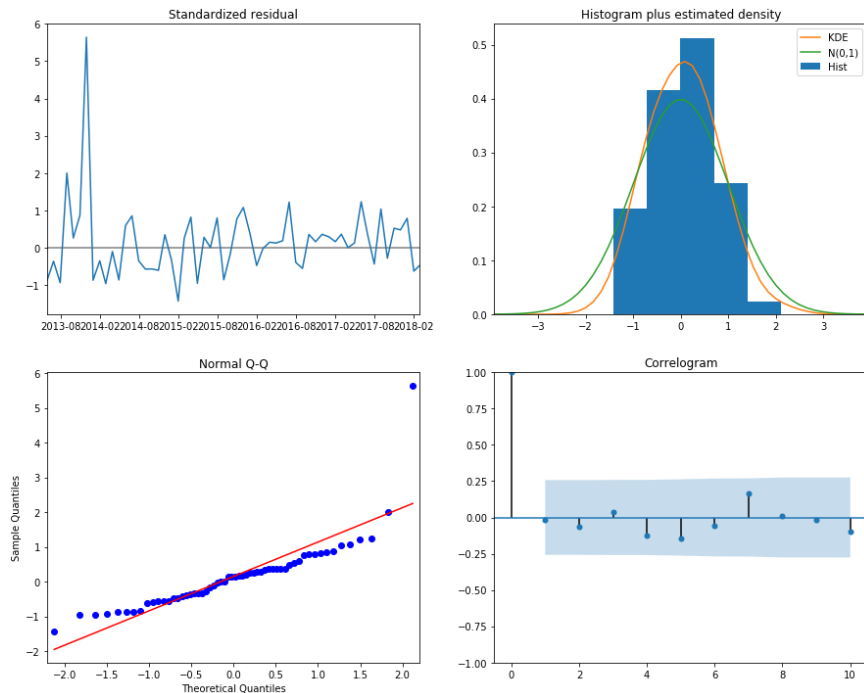 Standardized residual
6
5
4
3
2
1
0
−1
2013-08 2014-02 2014-08 2015-02 2015-08 2016-02 2016-08 2017-02 2017-08 2018-02
Histogram plus estimated density
KDE
N(0,1)
Hist
0.5
0.4
0.3
0.2
0.1
0.0
−3 −2 −1 0 1 2 3
Normal Q-Q
6
5
4
3
2
1
0
−1
−2
Sample Quantiles
−2.0 −1.5 −1.0 −0.5 0.0 0.5 1.0 1.5 2.0
Theoretical Quantiles
Correlogram
1.00
0.75
0.50
0.25
0.00
−0.25
−0.50
−0.75
−1.00
0 2 4 6 8 10